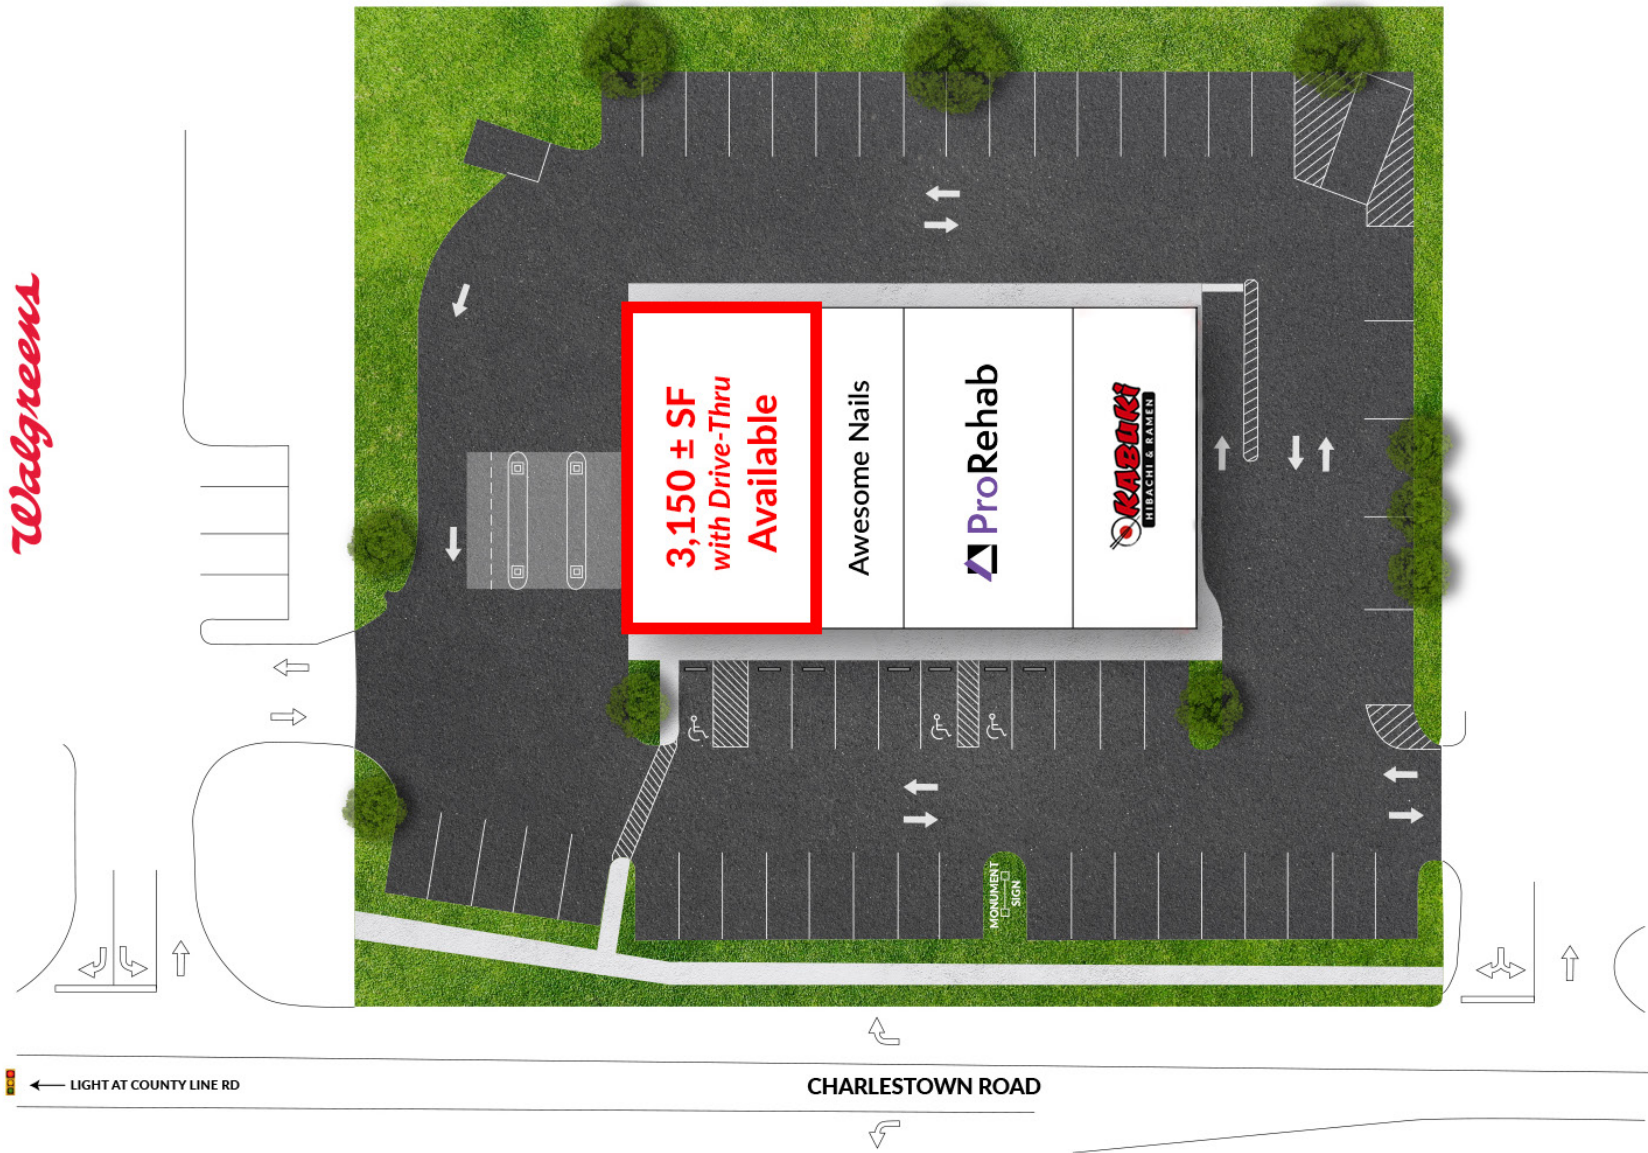 Walgreens
3,150 ± SF
with Drive-Thru
Available
Awesome Nails
ProRehab
KABUKI
HIBACHI & RAMEN
MONUMENT
SIGN
LIGHT AT COUNTY LINE RD
CHARLESTOWN ROAD